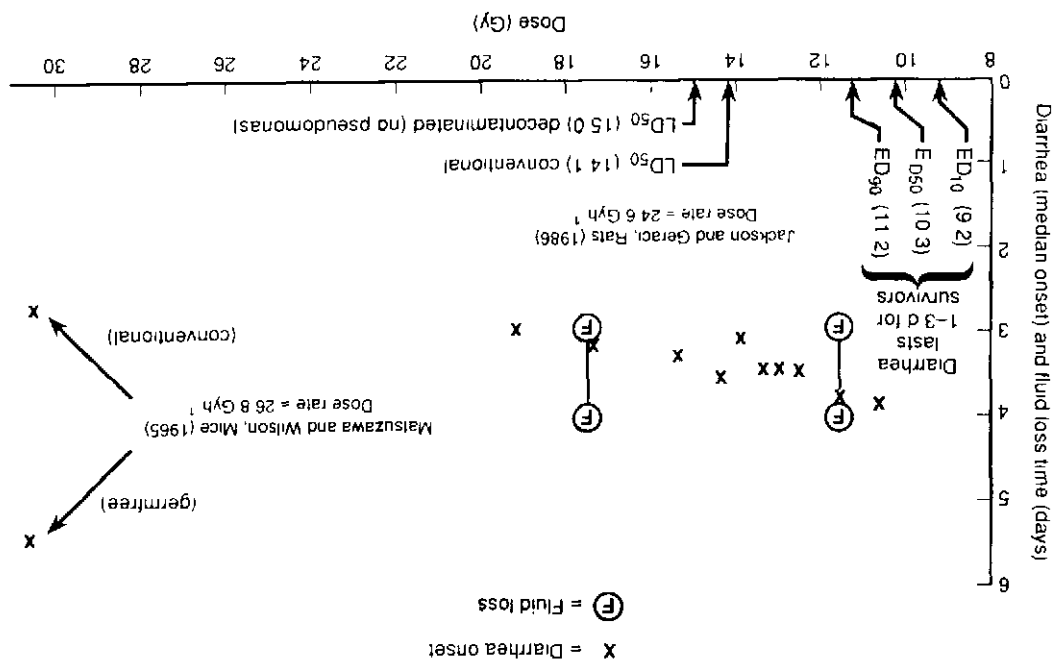 X = Diarrhea onset
Ⓕ = Fluid loss
Diarrhea (median onset) and fluid loss time (days)
6
5
4
3
2
1
0
(germfree)
Matsuzawa and Wilson, Mice (1965)
Dose rate = 26 8 Gyh 1
(conventional)
Diarrhea
lasts
1–3 d for
survivors
F
F
F
F
Jackson and Geraci, Rats (1986)
Dose rate = 24 6 Gyh 1
ED10 (9 2)
ED50 (10 3)
ED90 (11 2)
LD50 (14 1) conventional
LD50 (15 0) decontaminated (no pseudomonas)
8 10 12 14 16 18 20 22 24 26 28 30
Dose (Gy)